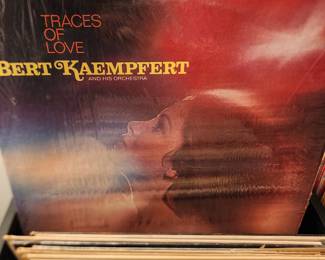 TRACES
OF
LOVE
BERT KAEMPFERT
AND HIS ORCHESTRA